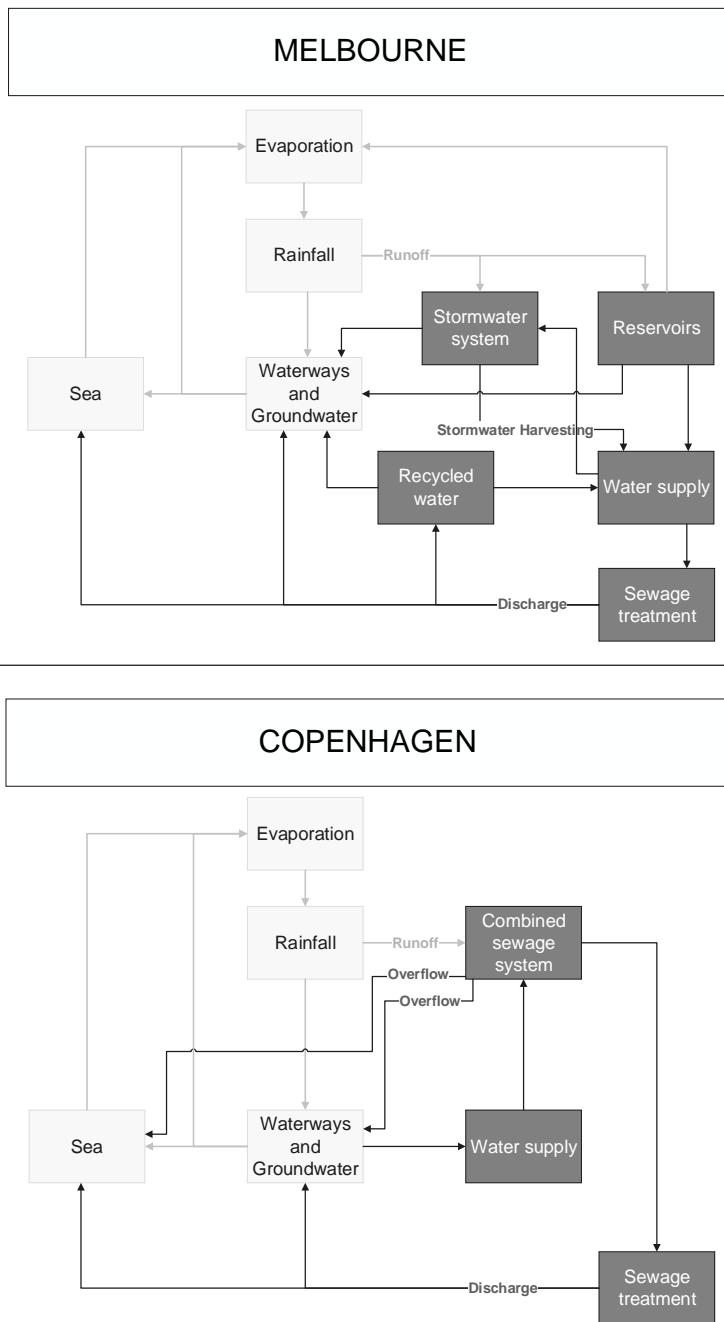 MELBOURNE
Evaporation
Rainfall
Runoff
Stormwater
system
Reservoirs
Sea
Waterways
and
Groundwater
Stormwater Harvesting
Recycled
water
Water supply
Discharge
Sewage
treatment
COPENHAGEN
Evaporation
Rainfall
Runoff
Combined
sewage
system
Overflow
Overflow
Sea
Waterways
and
Groundwater
Water supply
Discharge
Sewage
treatment